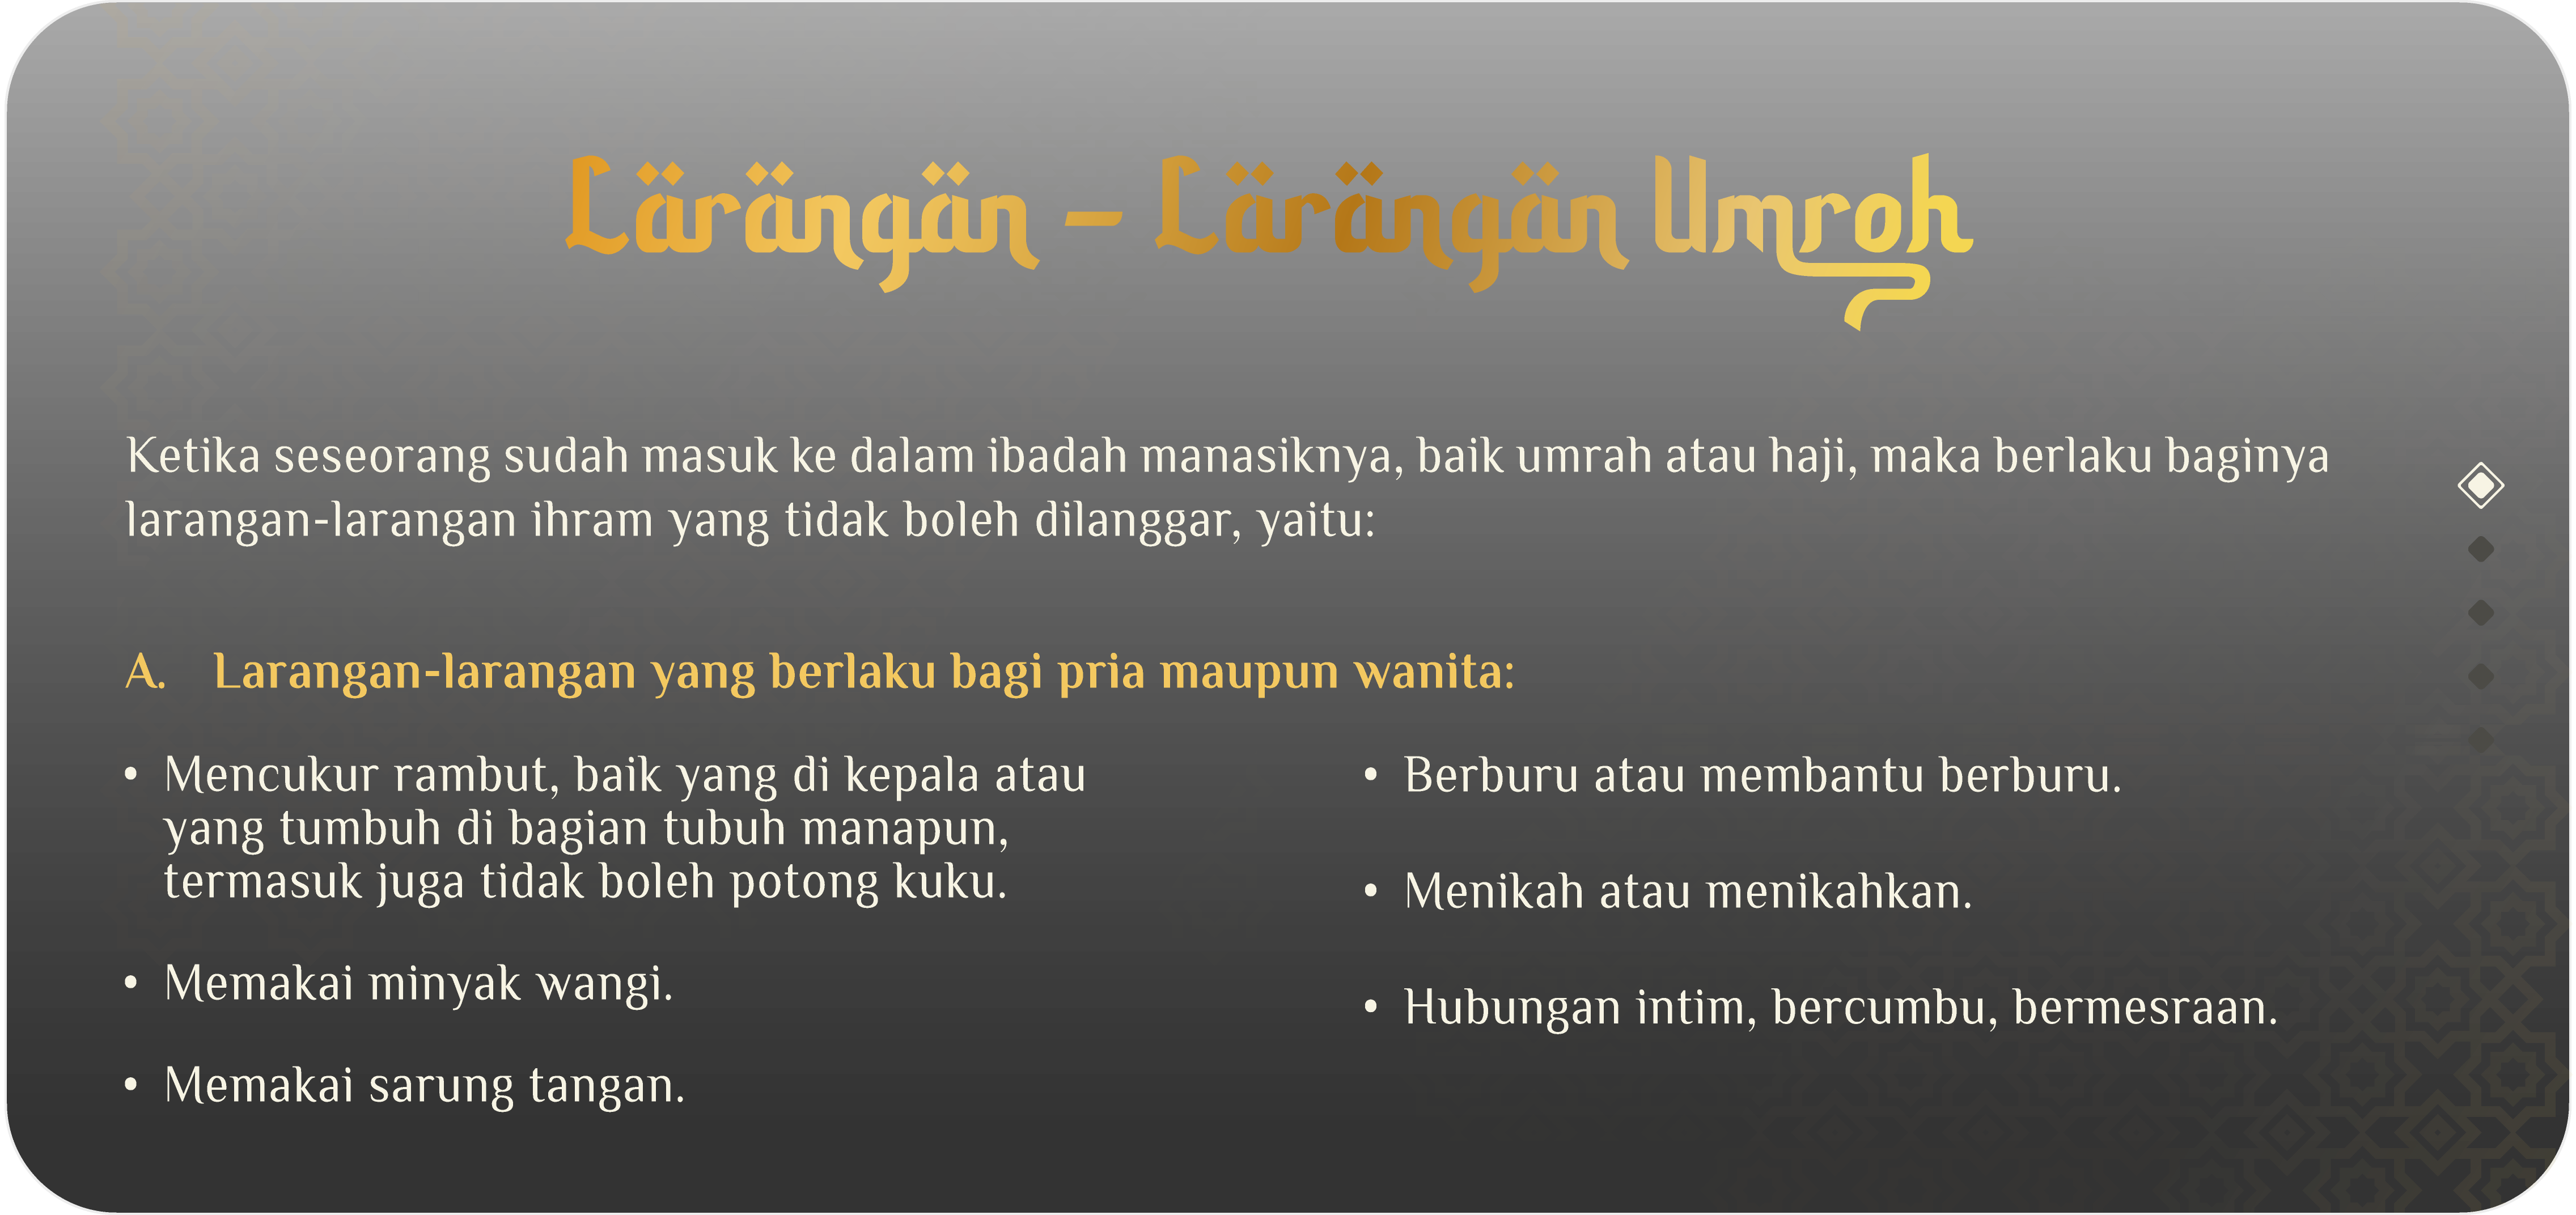 Larangan – Larangan Umroh
Ketika seseorang sudah masuk ke dalam ibadah manasiknya, baik umrah atau haji, maka berlaku baginya
larangan-larangan ihram yang tidak boleh dilanggar, yaitu:
A. Larangan-larangan yang berlaku bagi pria maupun wanita:
• Mencukur rambut, baik yang di kepala atau
yang tumbuh di bagian tubuh manapun,
termasuk juga tidak boleh potong kuku.
• Memakai minyak wangi.
• Memakai sarung tangan.
• Berburu atau membantu berburu.
• Menikah atau menikahkan.
• Hubungan intim, bercumbu, bermesraan.